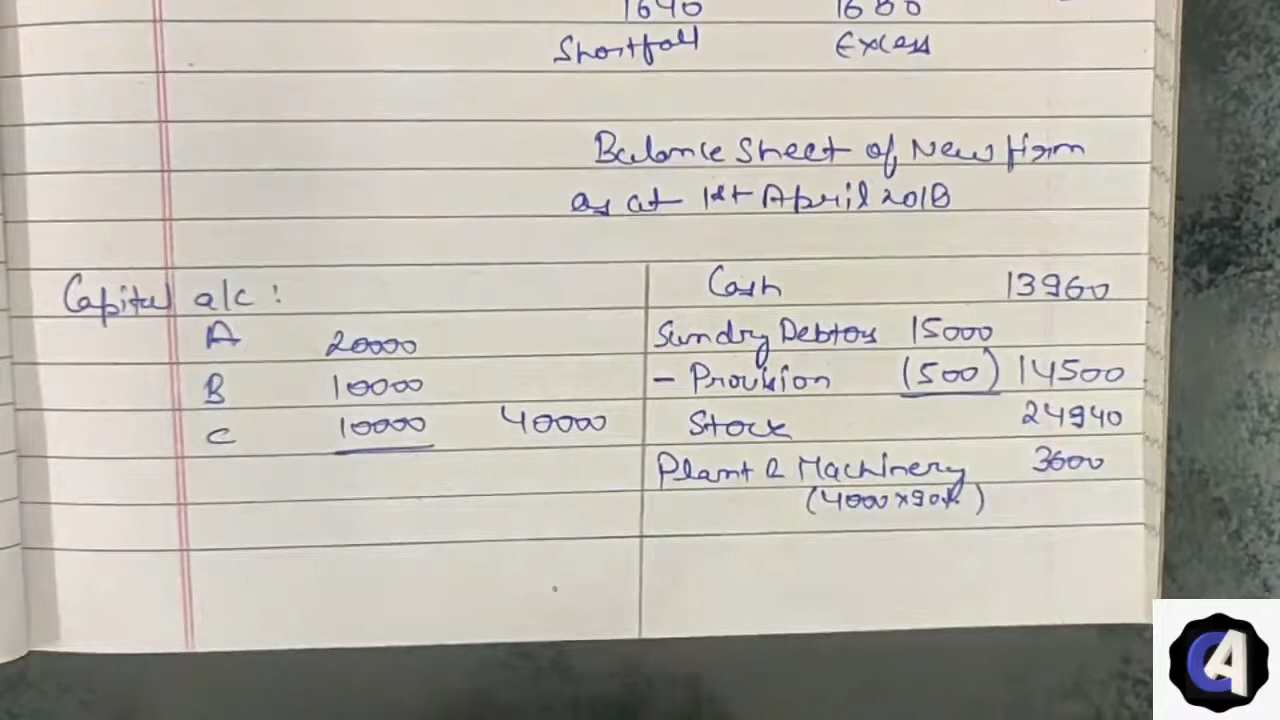 1640 1680
Shortfall Excess
Balance Sheet of New firm
as at 1st April 2018
Capital a/c : Cash 13960
A 20000 Sundry Debtors 15000
B 10000 - Provision (500) 14500
C 10000 40000 Stock 24940
Plant & Machinery 3600
(4000x90%)
CA